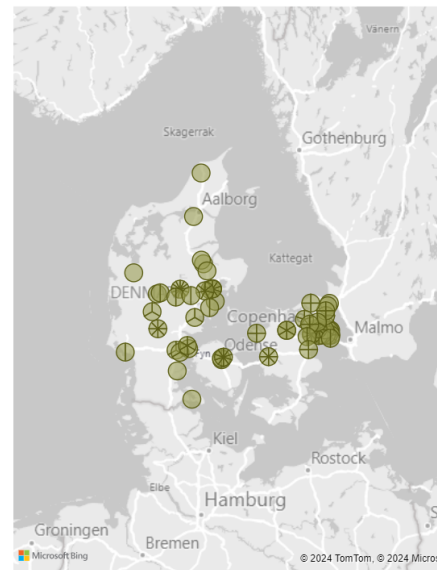 Vänern
Skagerrak
Gothenburg
Aalborg
Kattegat
DENM
Copenha
Malmo
Odense
Fyn
Kiel
Rostock
Elbe
Hamburg
Groningen
Bremen
S
Microsoft Bing
© 2024 TomTom, © 2024 Micros